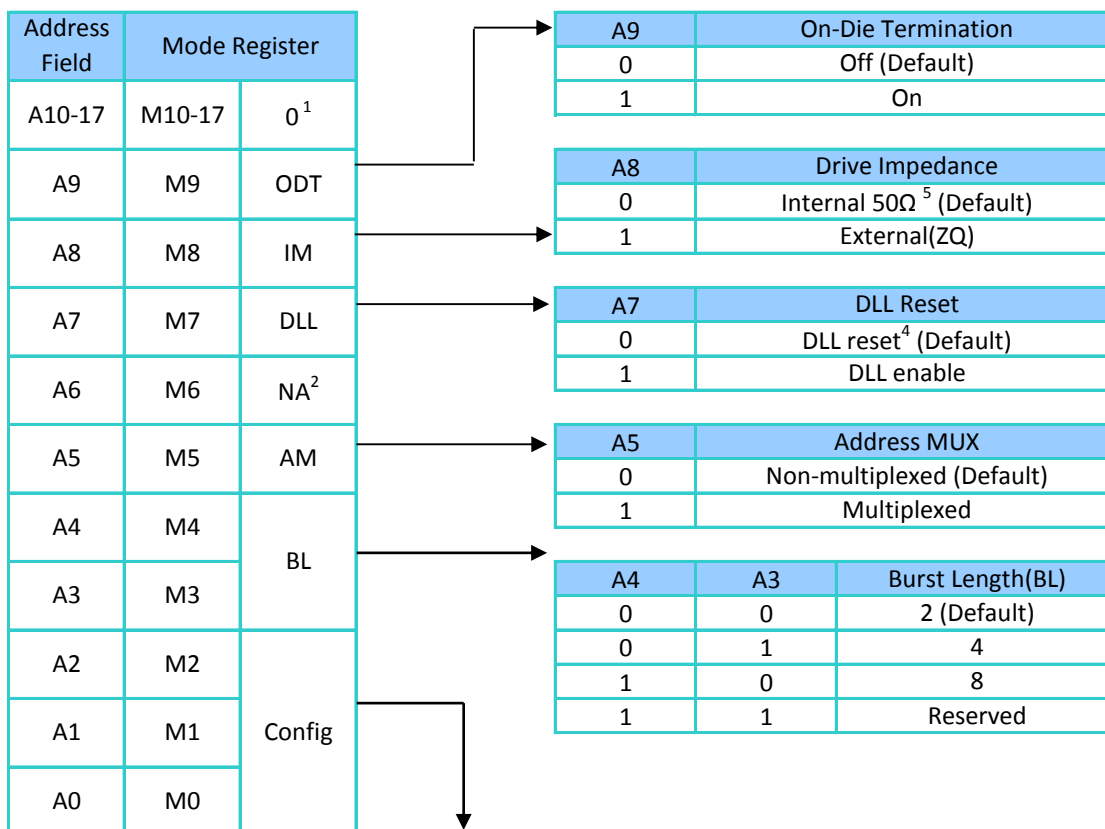 Address Field Mode Register
A10-17 M10-17 0¹
A9 M9 ODT
A8 M8 IM
A7 M7 DLL
A6 M6 NA²
A5 M5 AM
A4 M4 BL
A3 M3
A2 M2 Config
A1 M1
A0 M0
A9 On-Die Termination
0 Off (Default)
1 On
A8 Drive Impedance
0 Internal 50Ω ⁵ (Default)
1 External(ZQ)
A7 DLL Reset
0 DLL reset⁴ (Default)
1 DLL enable
A5 Address MUX
0 Non-multiplexed (Default)
1 Multiplexed
A4 A3 Burst Length(BL)
0 0 2 (Default)
0 1 4
1 0 8
1 1 Reserved